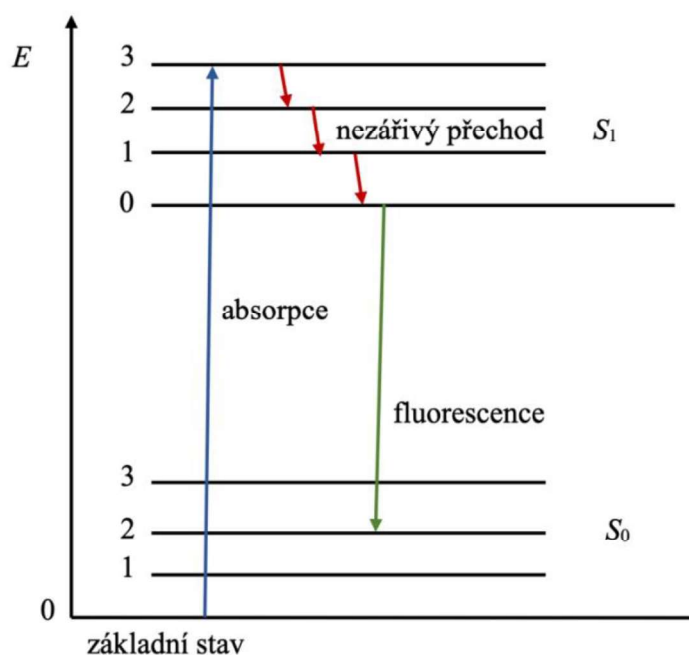 E
3
2
nezářivý přechod
S₁
1
0
absorpce
fluorescence
3
2
S₀
1
0
základní stav